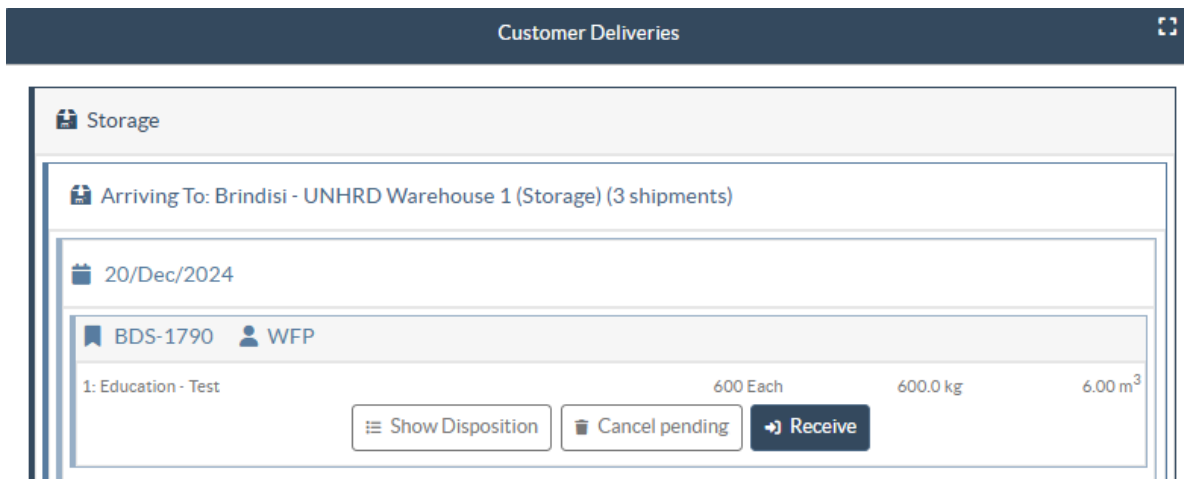 Customer Deliveries
Storage
Arriving To: Brindisi - UNHRD Warehouse 1 (Storage) (3 shipments)
20/Dec/2024
BDS-1790 WFP
1: Education - Test 600 Each 600.0 kg 6.00 m³
Show Disposition Cancel pending Receive